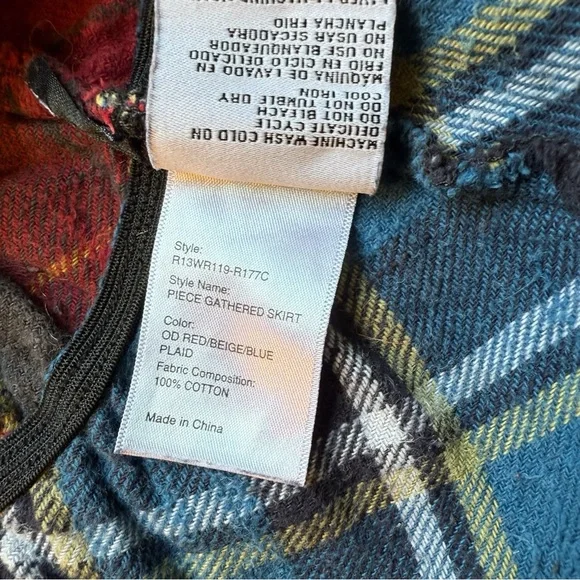 MACHINE WASH COLD ON
DELICATE CYCLE
DO NOT BLEACH
DO NOT TUMBLE DRY
COOL IRON
MAQUINA DE LAVADO EN
FRIO EN CICLO DELICADO
NO USE BLANQUEADOR
NO USAR SECADORA
PLANCHA FRIO
Style:
R13WR119-R177C
Style Name:
PIECE GATHERED SKIRT
Color:
OD RED/BEIGE/BLUE
PLAID
Fabric Composition:
100% COTTON
Made in China